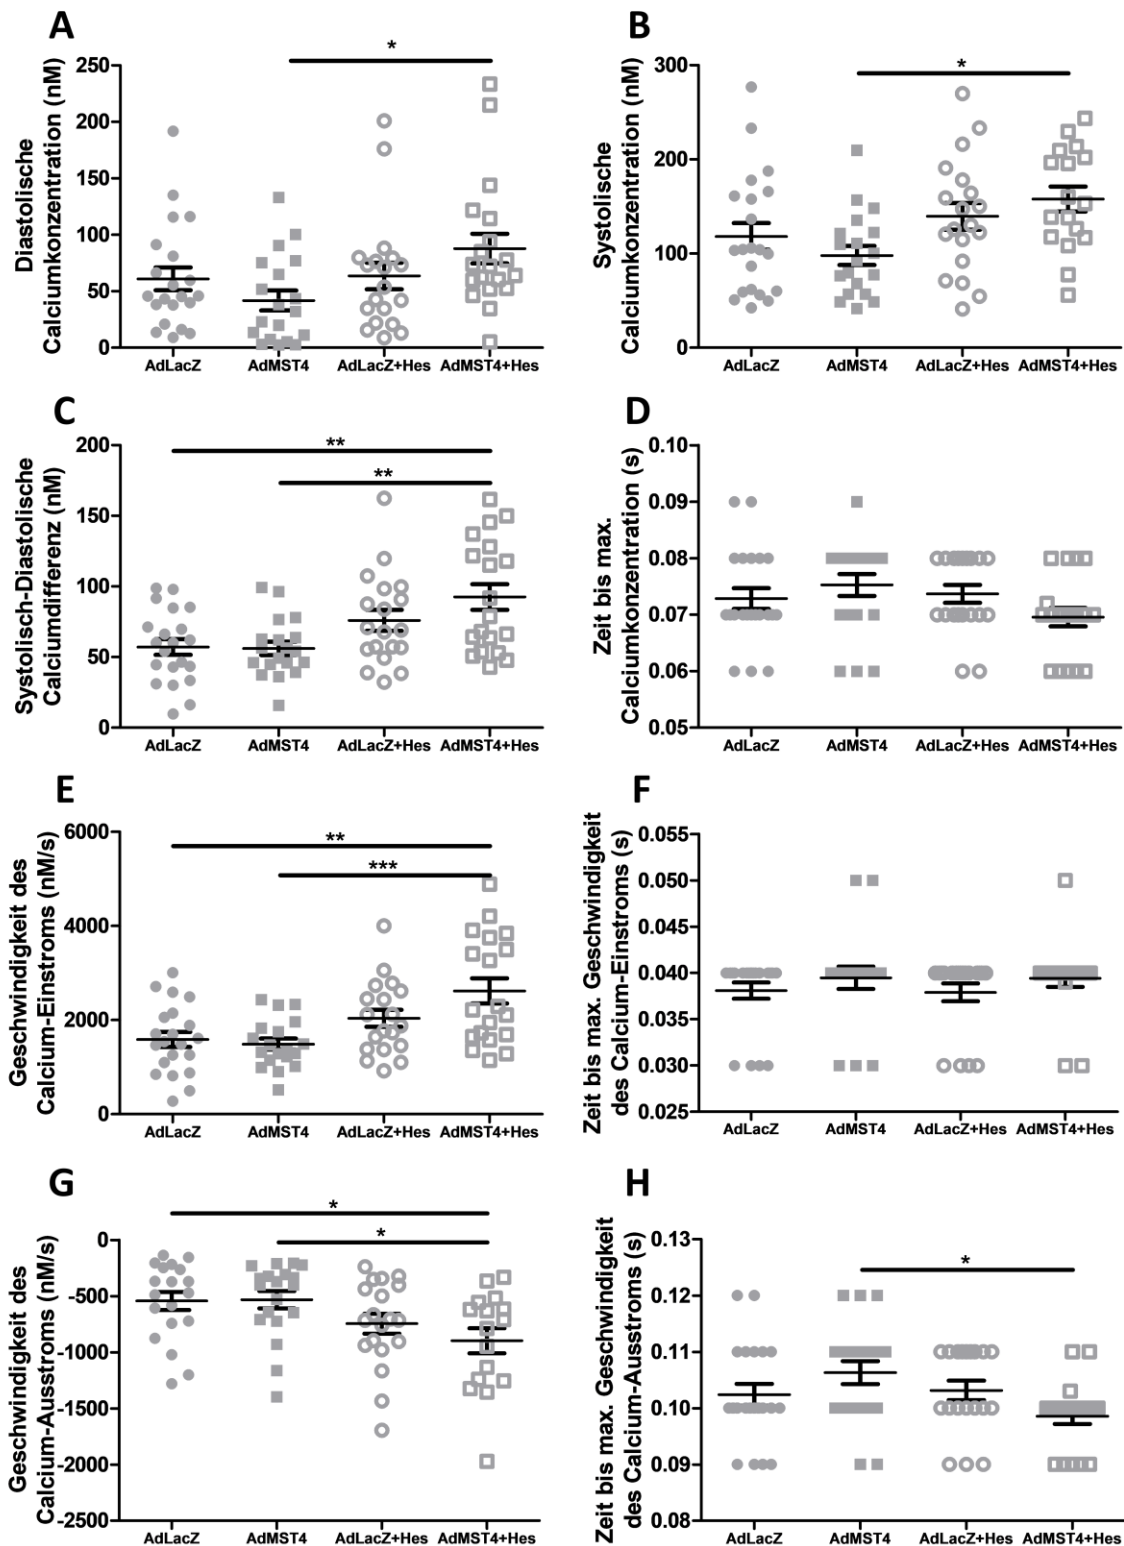 A
Diastolische
Calciumkonzentration (nM)
250
200
150
100
50
0
*
AdLacZ AdMST4 AdLacZ+Hes AdMST4+Hes
B
Systolische
Calciumkonzentration (nM)
300
200
100
0
*
AdLacZ AdMST4 AdLacZ+Hes AdMST4+Hes
C
Systolisch-Diastolische
Calciumdifferenz (nM)
200
150
100
50
0
**
**
AdLacZ AdMST4 AdLacZ+Hes AdMST4+Hes
D
Zeit bis max.
Calciumkonzentration (s)
0.10
0.09
0.08
0.07
0.06
0.05
AdLacZ AdMST4 AdLacZ+Hes AdMST4+Hes
E
Geschwindigkeit des
Calcium-Einstroms (nM/s)
6000
4000
2000
0
**
***
AdLacZ AdMST4 AdLacZ+Hes AdMST4+Hes
F
Zeit bis max. Geschwindigkeit
des Calcium-Einstroms (s)
0.055
0.050
0.045
0.040
0.035
0.030
0.025
AdLacZ AdMST4 AdLacZ+Hes AdMST4+Hes
G
Geschwindigkeit des
Calcium-Ausstroms (nM/s)
0
-500
-1000
-1500
-2000
-2500
*
*
AdLacZ AdMST4 AdLacZ+Hes AdMST4+Hes
H
Zeit bis max. Geschwindigkeit
des Calcium-Ausstroms (s)
0.13
0.12
0.11
0.10
0.09
0.08
*
AdLacZ AdMST4 AdLacZ+Hes AdMST4+Hes